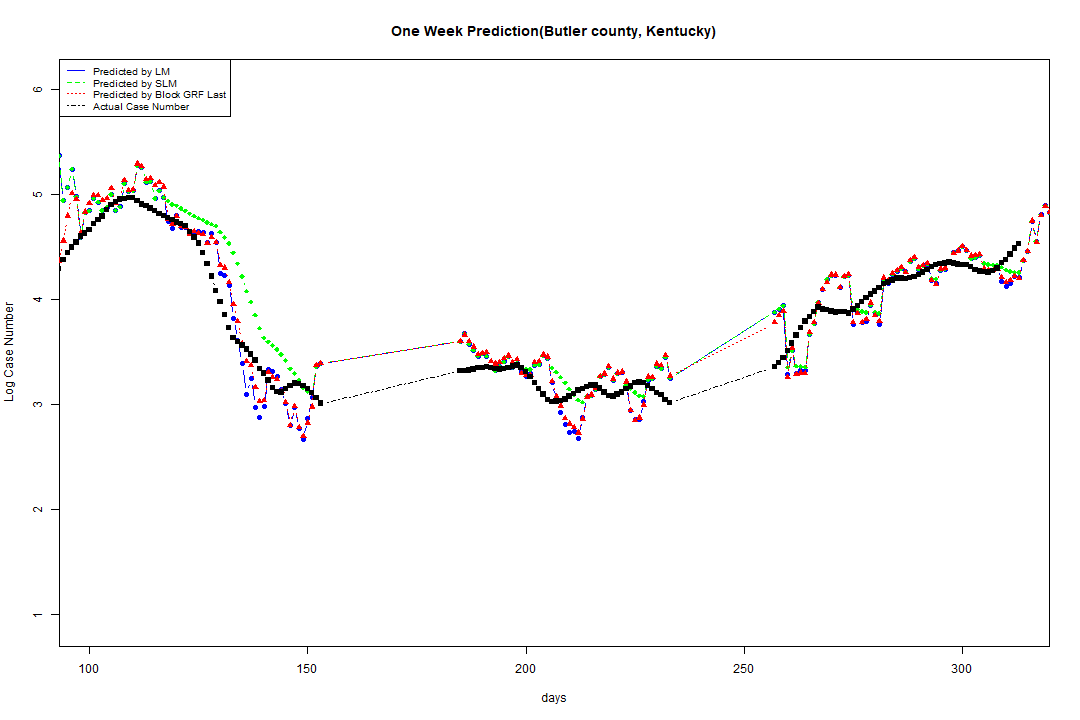 One Week Prediction(Butler county, Kentucky)
Predicted by LM
Predicted by SLM
Predicted by Block GRF Last
Actual Case Number
6
5
4
3
2
1
Log Case Number
100 150 200 250 300
days